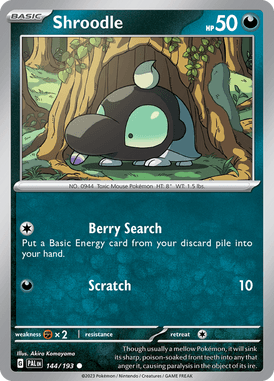 BASIC
Shroodle
HP 50
NO. 0944 Toxic Mouse Pokémon HT: 8" WT: 1.5 lbs.
Berry Search
Put a Basic Energy card from your discard pile into
your hand.
Scratch 10
Illus. Akira Komayama
weakness ×2 resistance retreat
G PAL EN 144/193
Though usually a mellow Pokémon, it will sink
its sharp, poison-soaked front teeth into any that
anger it, causing paralysis in the object of its ire.
©2023 Pokémon / Nintendo / Creatures / GAME FREAK